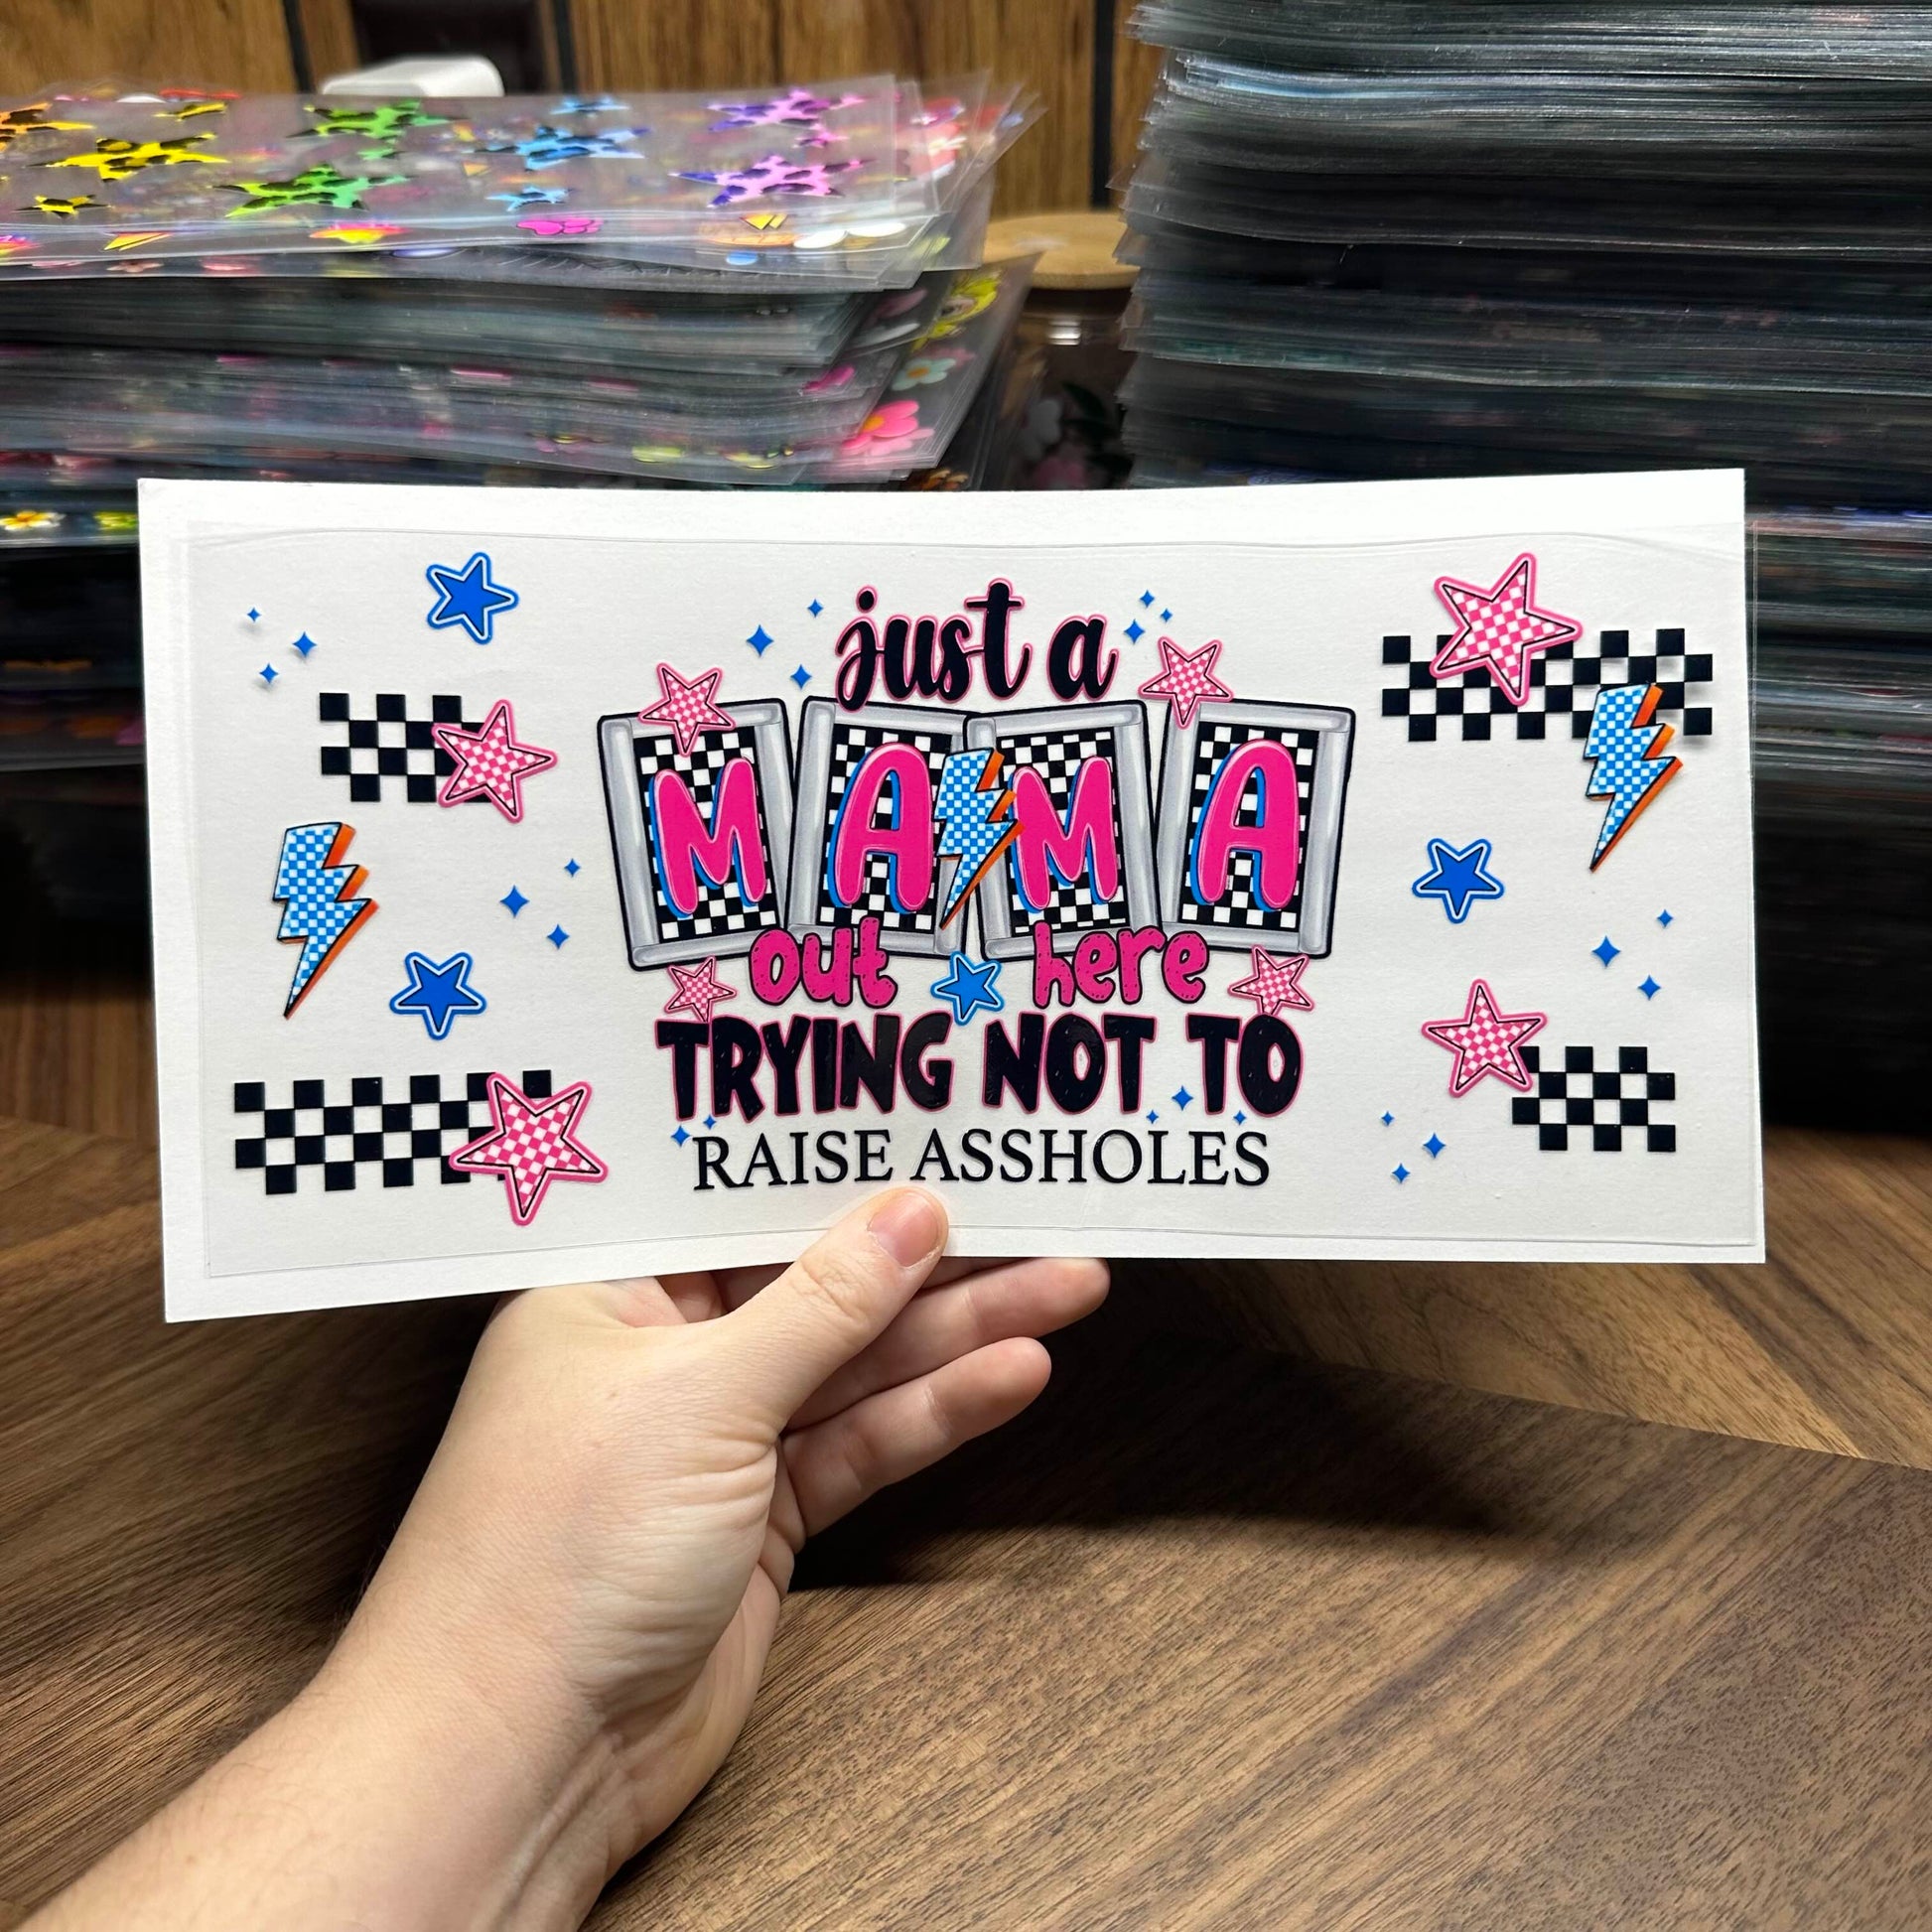 just a
MAMA
out here
TRYING NOT TO
RAISE ASSHOLES